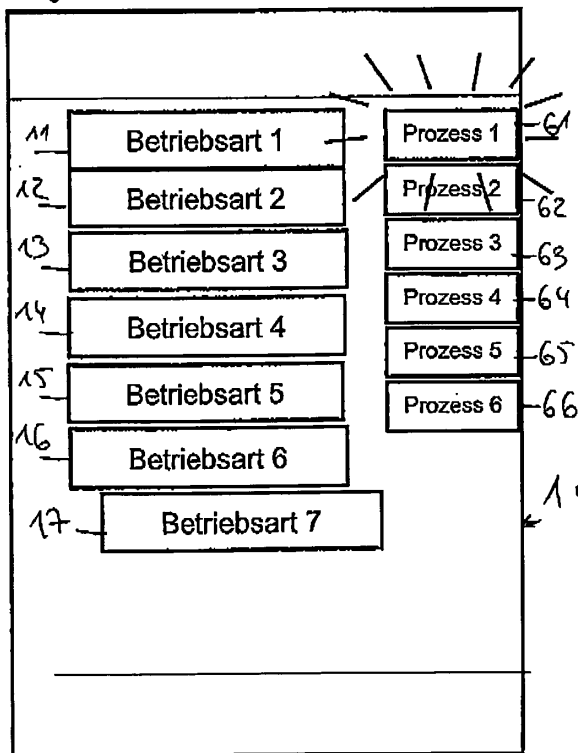 11 Betriebsart 1 Prozess 1 61
12 Betriebsart 2 Prozess 2 62
13 Betriebsart 3 Prozess 3 63
14 Betriebsart 4 Prozess 4 64
15 Betriebsart 5 Prozess 5 65
16 Betriebsart 6 Prozess 6 66
1
17 Betriebsart 7